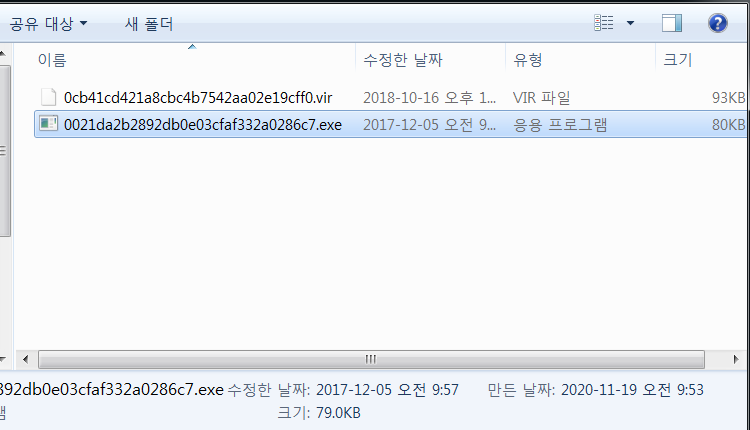 공유 대상 새 폴더
이름 수정한 날짜 유형 크기
0cb41cd421a8cbc4b7542aa02e19cff0.vir 2018-10-16 오후 1... VIR 파일 93KB
0021da2b2892db0e03cfaf332a0286c7.exe 2017-12-05 오전 9... 응용 프로그램 80KB
892db0e03cfaf332a0286c7.exe 수정한 날짜: 2017-12-05 오전 9:57 만든 날짜: 2020-11-19 오전 9:53
램 크기: 79.0KB